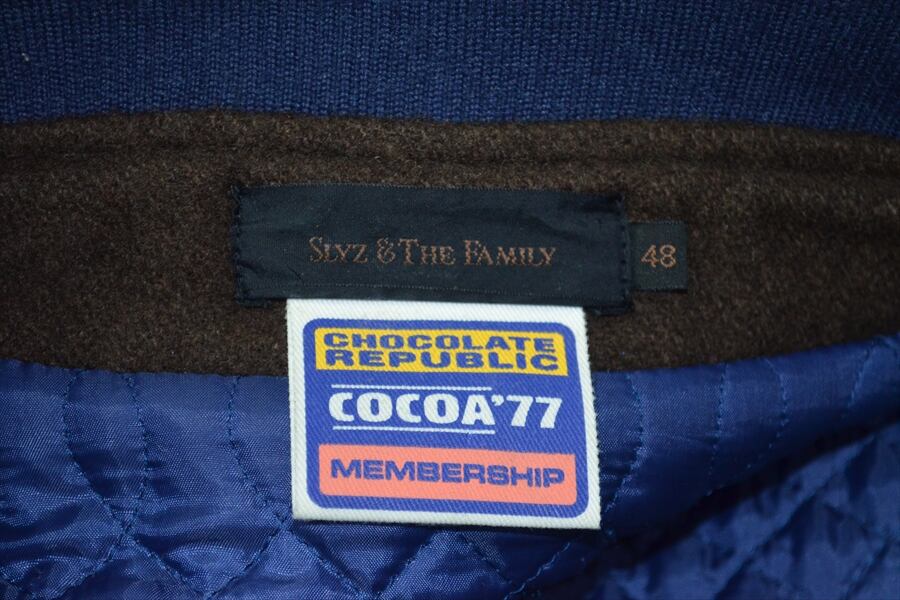 SLYZ & THE FAMILY
48
CHOCOLATE
REPUBLIC
COCOA'77
MEMBERSHIP